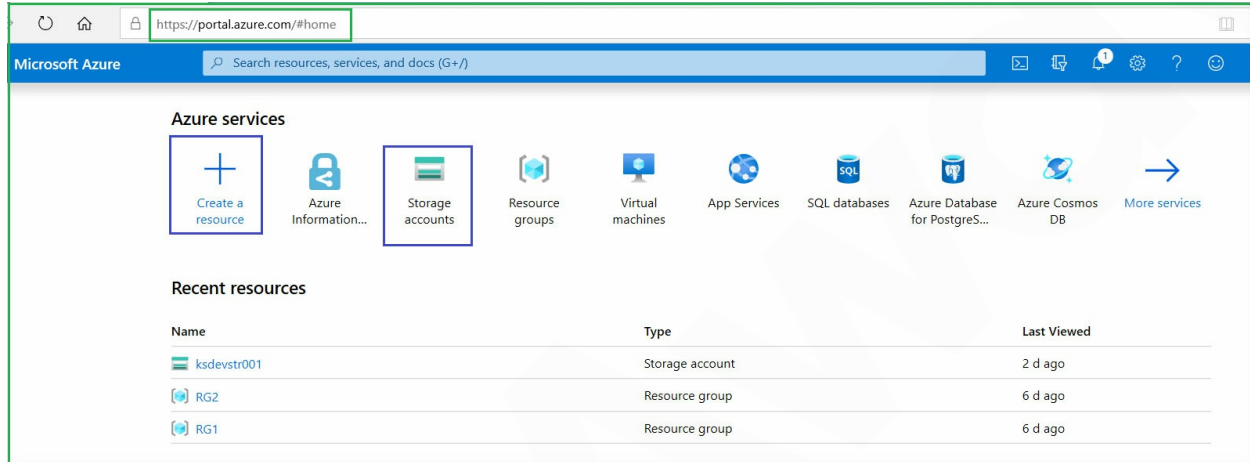 https://portal.azure.com/#home
Microsoft Azure
Search resources, services, and docs (G+/)
1
Azure services
Create a resource
Azure Information...
Storage accounts
Resource groups
Virtual machines
App Services
SQL databases
Azure Database for PostgreS...
Azure Cosmos DB
More services
Recent resources
Name Type Last Viewed
ksdevstr001 Storage account 2 d ago
RG2 Resource group 6 d ago
RG1 Resource group 6 d ago